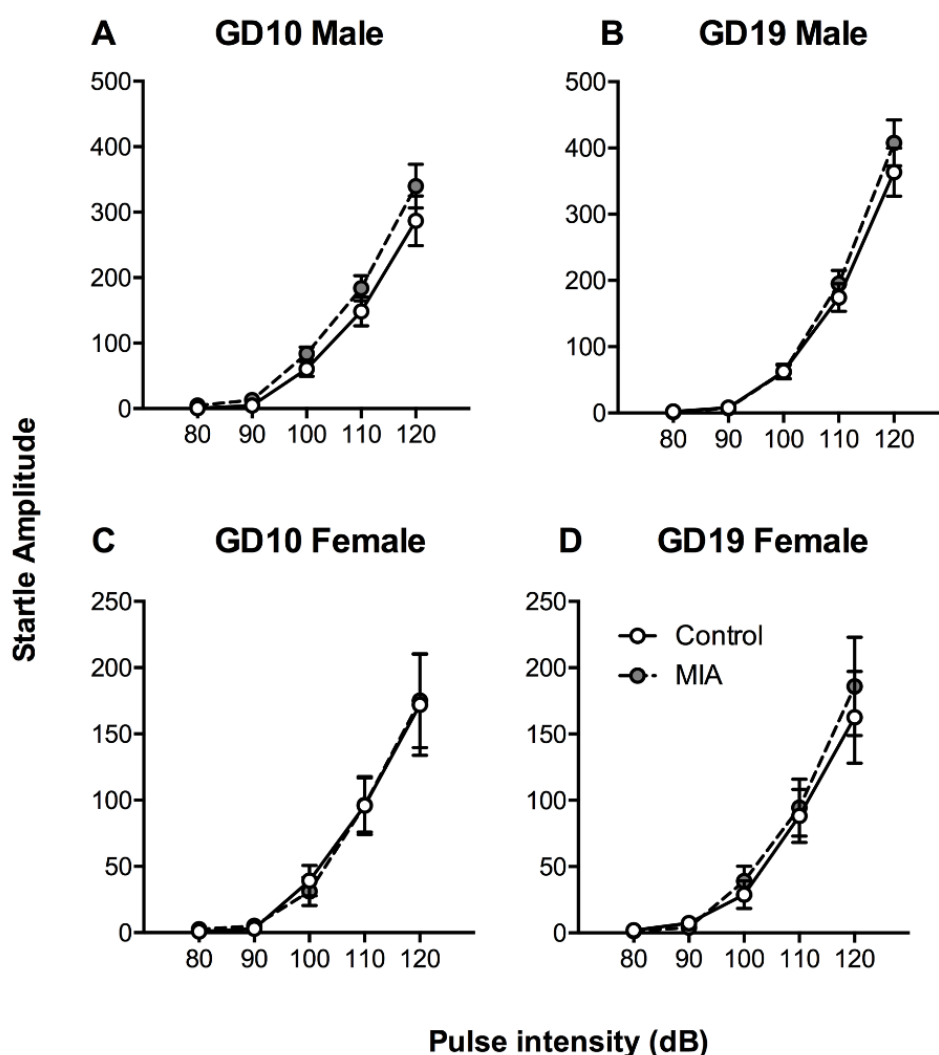 A GD10 Male
B GD19 Male
500
400
300
200
100
0
80 90 100 110 120
500
400
300
200
100
0
80 90 100 110 120
Startle Amplitude
C GD10 Female
D GD19 Female
250
200
150
100
50
0
80 90 100 110 120
250
200
150
100
50
0
Control
MIA
80 90 100 110 120
Pulse intensity (dB)